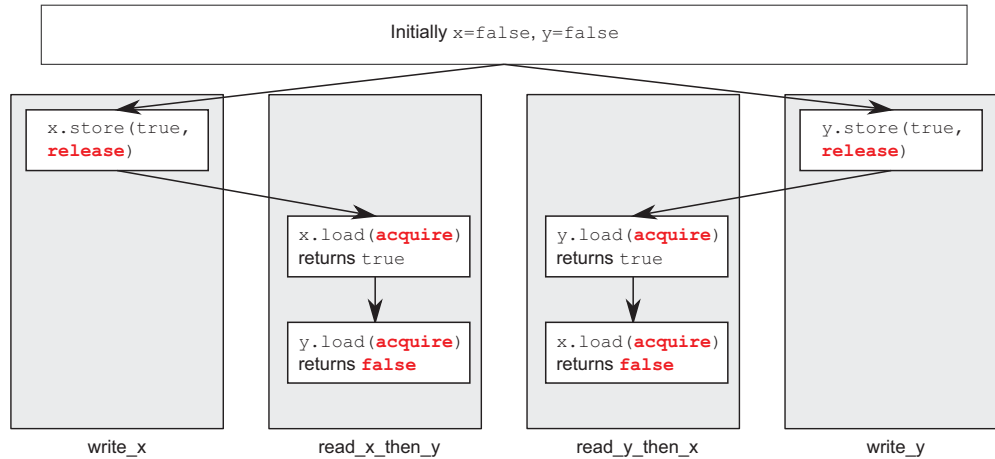 Initially x=false, y=false
x.store(true,
release)
y.store(true,
release)
x.load(acquire)
returns true
y.load(acquire)
returns true
y.load(acquire)
returns false
x.load(acquire)
returns false
write_x
read_x_then_y
read_y_then_x
write_y